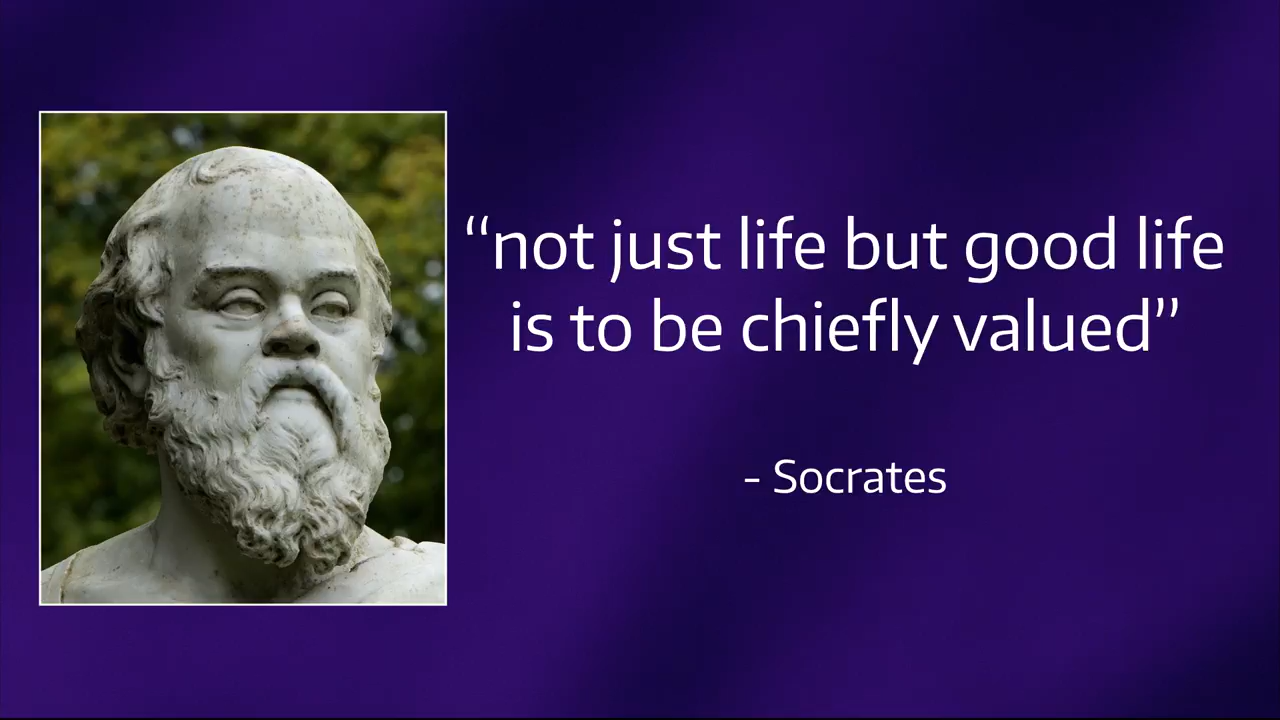 “not just life but good life
is to be chiefly valued”
- Socrates